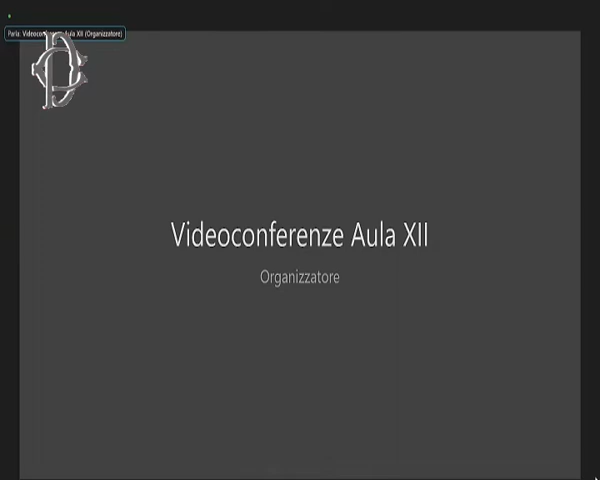 Parla: Videoconferenze Aula XII (Organizzatore)
Videoconferenze Aula XII
Organizzatore